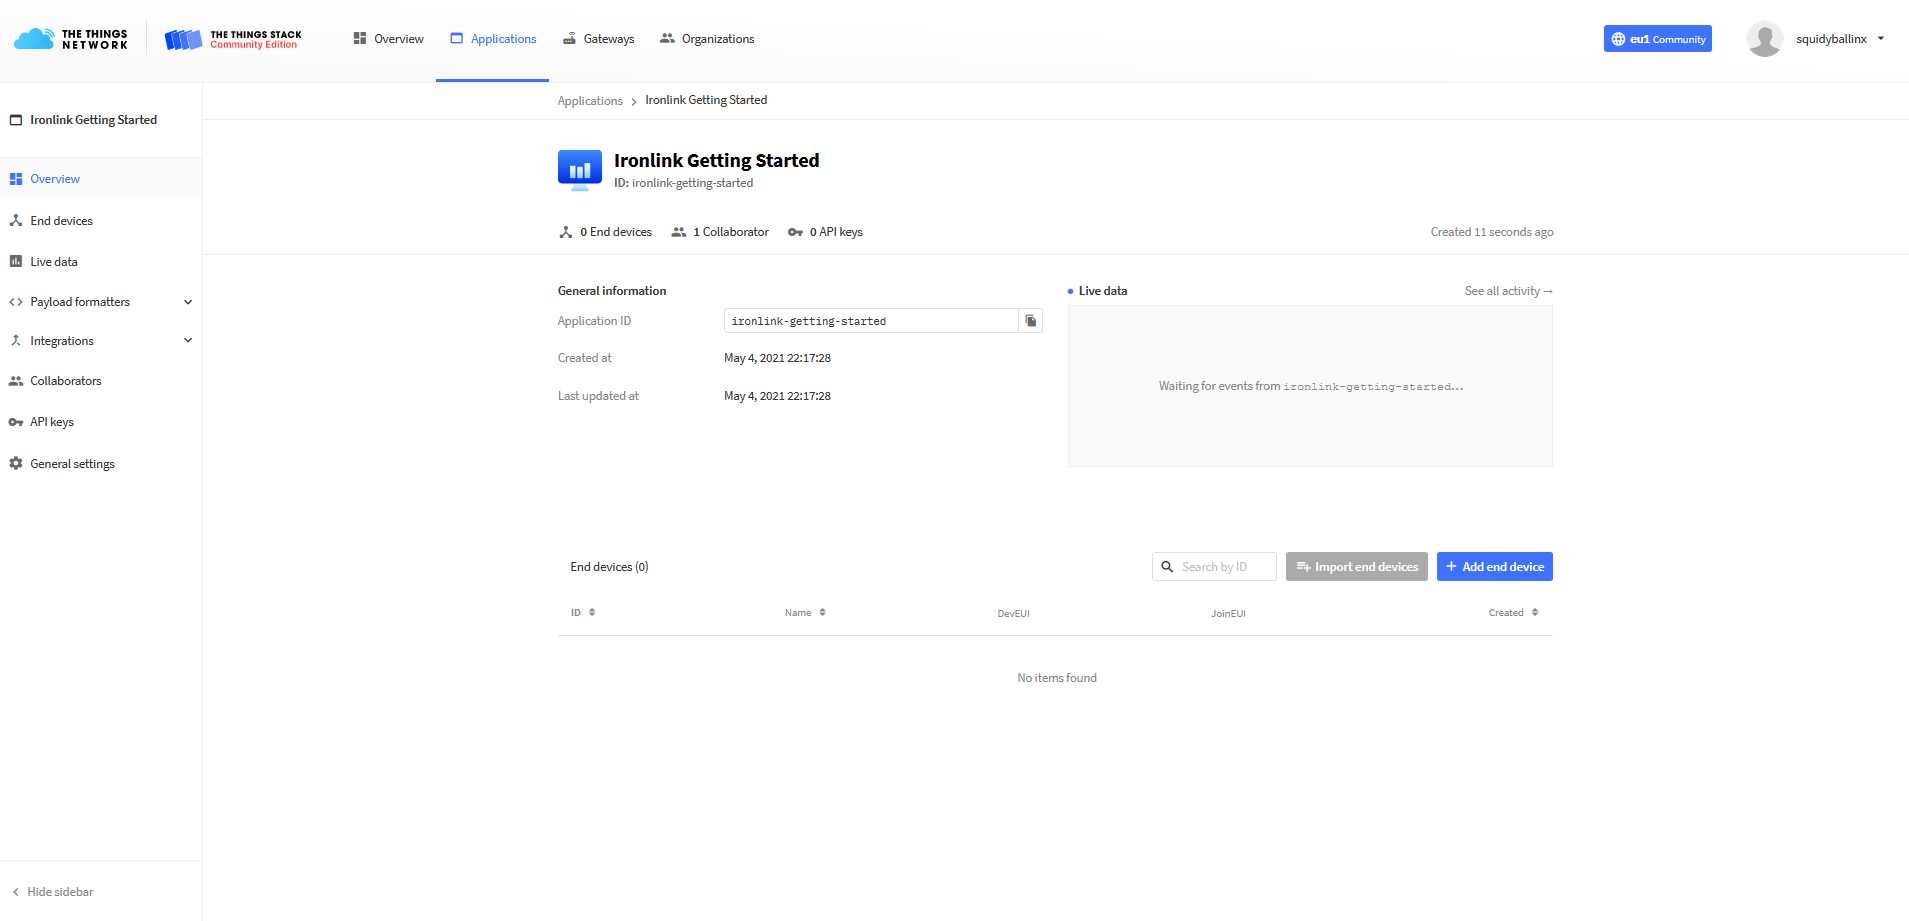 THE THINGS
NETWORK
THE THINGS STACK
Community Edition
Overview
Applications
Gateways
Organizations
eu1 Community
squidyballinx
Ironlink Getting Started
Overview
End devices
Live data
Payload formatters
Integrations
Collaborators
API keys
General settings
Hide sidebar
Applications > Ironlink Getting Started
Ironlink Getting Started
ID: ironlink-getting-started
0 End devices 1 Collaborator 0 API keys
Created 11 seconds ago
General information
Application ID ironlink-getting-started
Created at May 4, 2021 22:17:28
Last updated at May 4, 2021 22:17:28
Live data
See all activity →
Waiting for events from ironlink-getting-started...
End devices (0)
Search by ID
Import end devices
+ Add end device
ID Name DevEUI JoinEUI Created
No items found